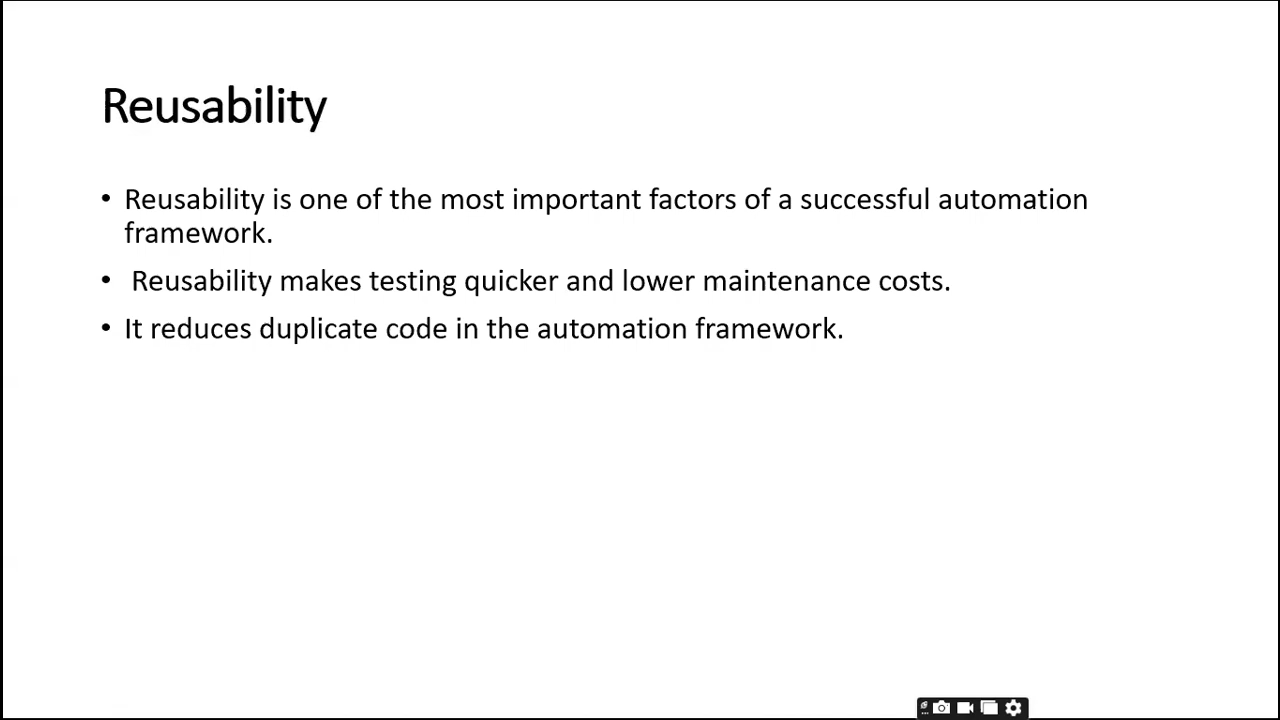 Reusability
• Reusability is one of the most important factors of a successful automation
framework.
• Reusability makes testing quicker and lower maintenance costs.
• It reduces duplicate code in the automation framework.